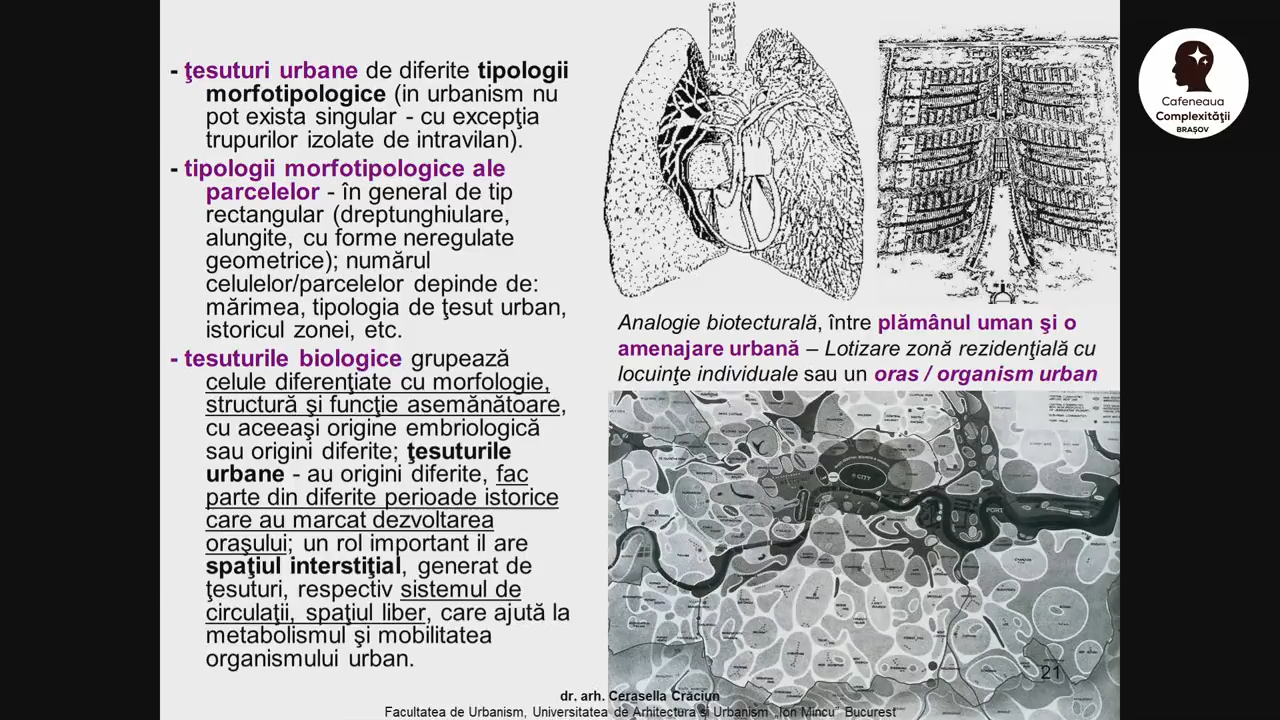 - ţesuturi urbane de diferite tipologii
morfotipologice (in urbanism nu
pot exista singular - cu excepţia
trupurilor izolate de intravilan).
- tipologii morfotipologice ale
parcelelor - în general de tip
rectangular (dreptunghiulare,
alungite, cu forme neregulate
geometrice); numărul
celulelor/parcelelor depinde de:
mărimea, tipologia de ţesut urban,
istoricul zonei, etc.
- tesuturile biologice grupează
celule diferenţiate cu morfologie,
structură şi funcţie asemănătoare,
cu aceeaşi origine embriologică
sau origini diferite; ţesuturile
urbane - au origini diferite, fac
parte din diferite perioade istorice
care au marcat dezvoltarea
oraşului; un rol important il are
spaţiul interstiţial, generat de
ţesuturi, respectiv sistemul de
circulaţii, spaţiul liber, care ajută la
metabolismul şi mobilitatea
organismului urban.
Analogie biotecturală, între plămânul uman şi o
amenajare urbană – Lotizare zonă rezidenţială cu
locuinţe individuale sau un oras / organism urban
CITY
PORT
21
dr. arh. Cerasella Crăciun
Facultatea de Urbanism, Universitatea de Arhitectura şi Urbanism „Ion Mincu" Bucurest
Cafeneaua
Complexităţii
BRAŞOV